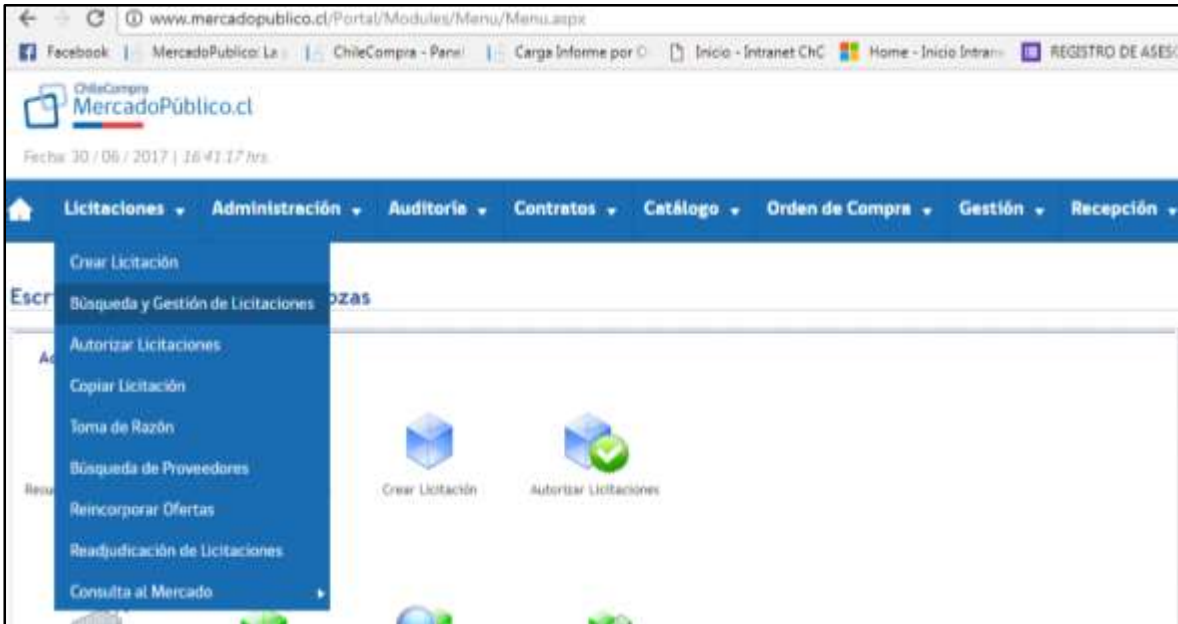 www.mercadopublico.cl/Portal/Modules/Menu/Menu.aspx
Facebook MercadoPublico: La ChileCompra - Pane Carga Informe por O Inicio - Intranet ChC Home - Inicio Intran REGISTRO DE ASES
ChileCompra
MercadoPúblico.cl
Fecha: 30 / 06 / 2017 | 16:41:17 hrs.
Licitaciones Administración Auditoría Contratos Catálogo Orden de Compra Gestión Recepción
Crear Licitación
Escr ozas
Búsqueda y Gestión de Licitaciones
Autorizar Licitaciones
Copiar Licitación
Toma de Razón
Búsqueda de Proveedores
Crear Licitación Autorizar Licitaciones
Reincorporar Ofertas
Readjudicación de Licitaciones
Consulta al Mercado